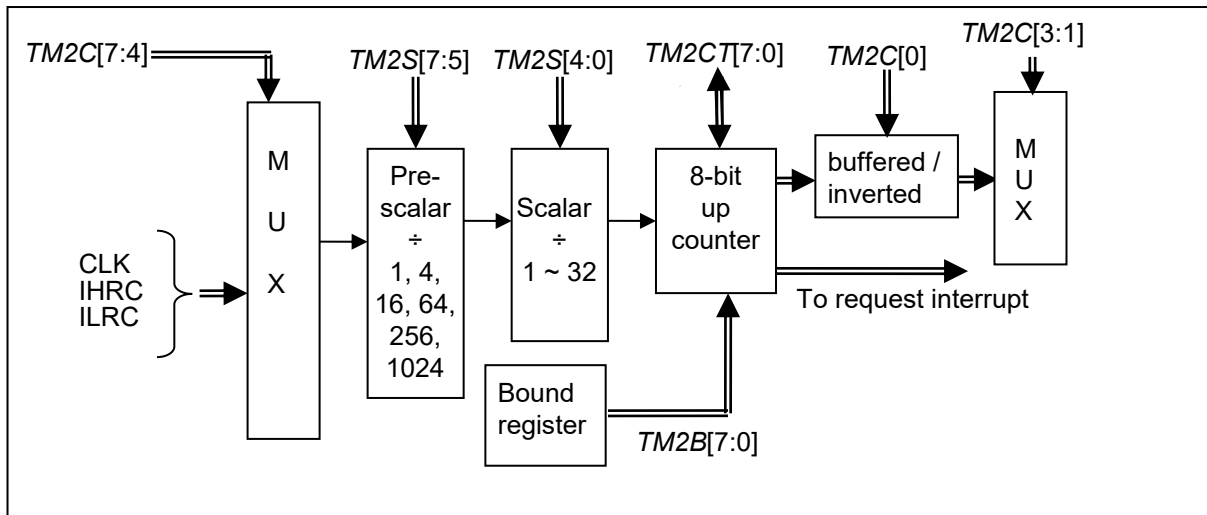 TM2C[7:4]
TM2S[7:5]
TM2S[4:0]
TM2CT[7:0]
TM2C[0]
TM2C[3:1]
M
U
X
CLK
IHRC
ILRC
Pre-
scalar
÷
1, 4,
16, 64,
256,
1024
Scalar
÷
1 ~ 32
8-bit
up
counter
buffered /
inverted
M
U
X
To request interrupt
Bound
register
TM2B[7:0]